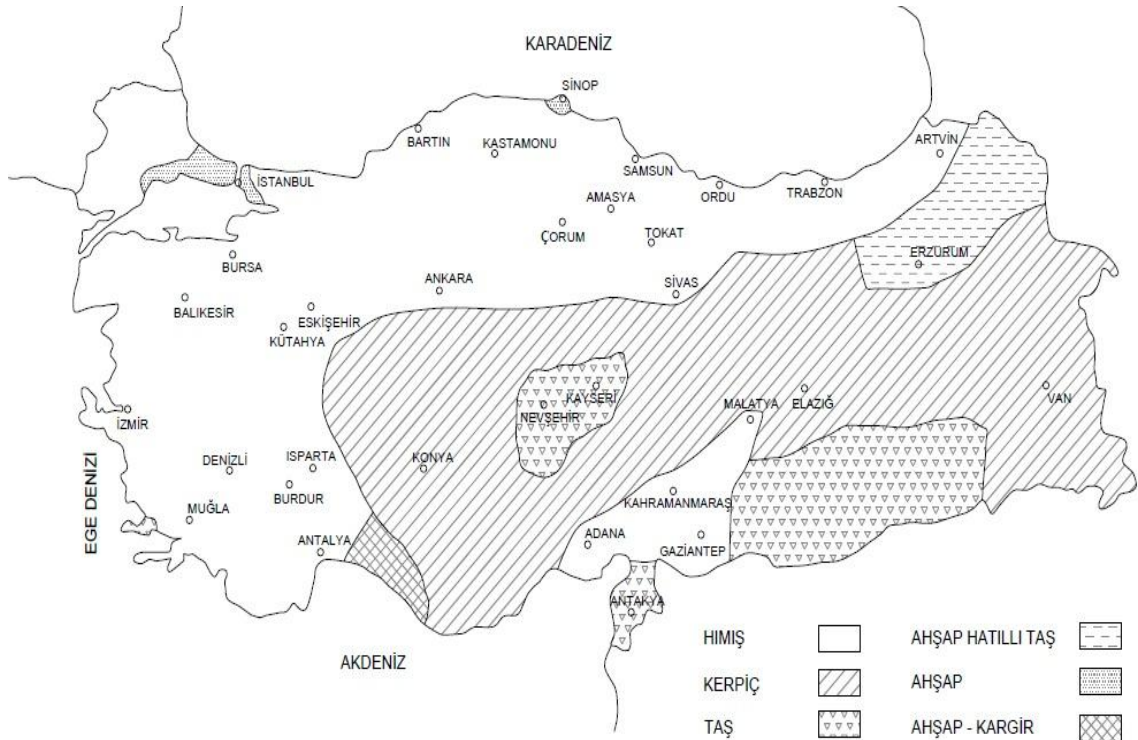 KARADENİZ
SİNOP
BARTIN
KASTAMONU
ARTVİN
SAMSUN
İSTANBUL
ORDU
TRABZON
AMASYA
ÇORUM
TOKAT
ERZURUM
BURSA
ANKARA
SİVAS
BALIKESİR
ESKİŞEHİR
KÜTAHYA
KAYSERİ
NEVŞEHİR
MALATYA
ELAZIĞ
VAN
İZMİR
DENİZLİ
ISPARTA
KONYA
BURDUR
KAHRAMANMARAŞ
MUĞLA
EGE DENIZI
ANTALYA
ADANA
GAZİANTEP
ANTAKYA
AKDENİZ
HIMIŞ
KERPİÇ
TAŞ
AHŞAP HATILLI TAŞ
AHŞAP
AHŞAP - KARGİR